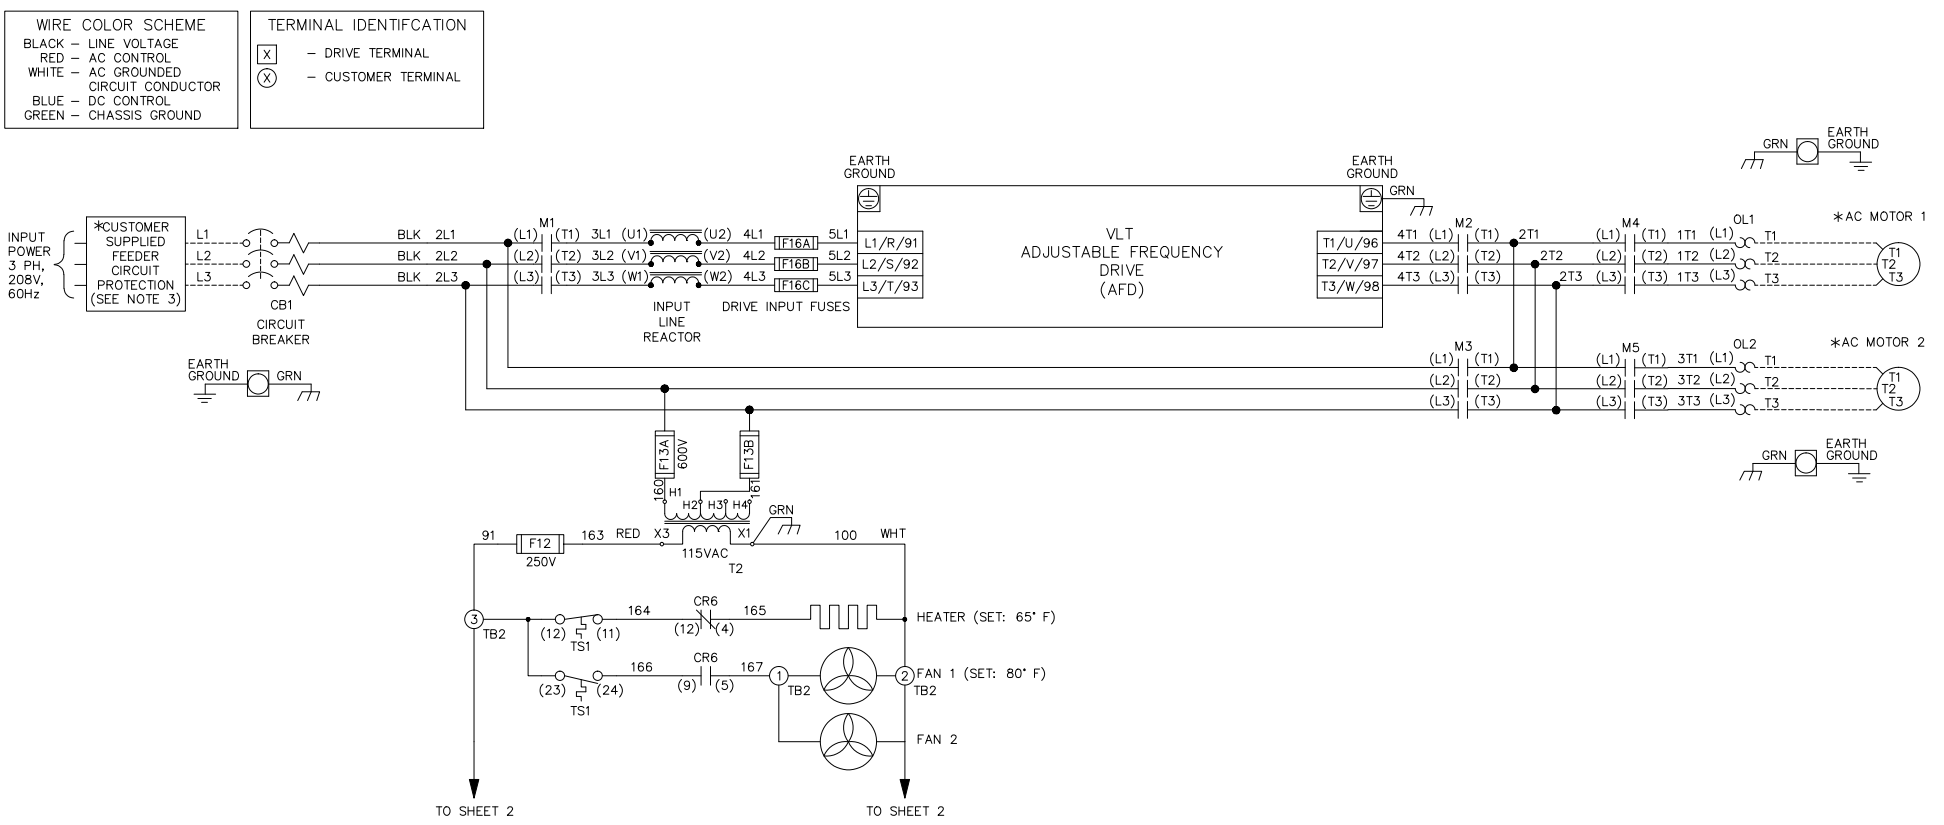 WIRE COLOR SCHEME
BLACK – LINE VOLTAGE
RED – AC CONTROL
WHITE – AC GROUNDED
CIRCUIT CONDUCTOR
BLUE – DC CONTROL
GREEN – CHASSIS GROUND
TERMINAL IDENTIFCATION
X – DRIVE TERMINAL
X – CUSTOMER TERMINAL
INPUT
POWER
3 PH,
208V,
60Hz
*CUSTOMER
SUPPLIED
FEEDER
CIRCUIT
PROTECTION
(SEE NOTE 3)
L1
L2
L3
CB1
CIRCUIT
BREAKER
EARTH
GROUND
GRN
BLK 2L1
BLK 2L2
BLK 2L3
M1
(L1) (T1) 3L1 (U1) (U2) 4L1 F16A 5L1
(L2) (T2) 3L2 (V1) (V2) 4L2 F16B 5L2
(L3) (T3) 3L3 (W1) (W2) 4L3 F16C 5L3
INPUT
LINE
REACTOR
DRIVE INPUT FUSES
EARTH
GROUND
L1/R/91
L2/S/92
L3/T/93
VLT
ADJUSTABLE FREQUENCY
DRIVE
(AFD)
EARTH
GROUND
GRN
T1/U/96
T2/V/97
T3/W/98
M2
4T1 (L1) (T1) 2T1
4T2 (L2) (T2) 2T2
4T3 (L3) (T3) 2T3
M4
(L1) (T1) 1T1 (L1) T1
(L2) (T2) 1T2 (L2) T2
(L3) (T3) 1T3 (L3) T3
OL1
GRN
EARTH
GROUND
*AC MOTOR 1
T1
T2
T3
M3
(L1) (T1)
(L2) (T2)
(L3) (T3)
M5
(L1) (T1) 3T1 (L1) T1
(L2) (T2) 3T2 (L2) T2
(L3) (T3) 3T3 (L3) T3
OL2
*AC MOTOR 2
T1
T2
T3
GRN
EARTH
GROUND
F13A
600V
F13B
160
161
H1
H2 H3 H4
GRN
91
F12
250V
163 RED X3
X1
115VAC
T2
100 WHT
3
TB2
(12) (11)
TS1
164
CR6
(12) (4)
165
HEATER (SET: 65° F)
(23) (24)
TS1
166
CR6
(9) (5)
167
1
TB2
2
TB2
FAN 1 (SET: 80° F)
FAN 2
TO SHEET 2
TO SHEET 2